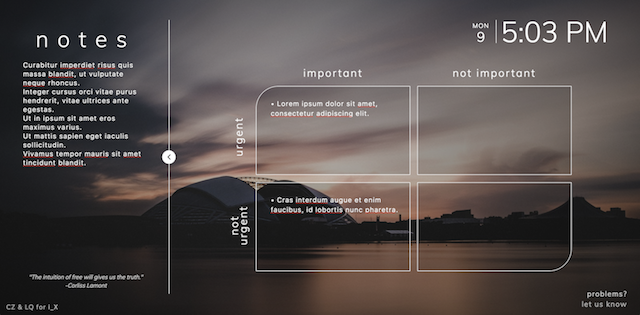 notes
Curabitur imperdiet risus quis
massa blandit, ut vulputate
neque rhoncus.
Integer cursus orci vitae purus
hendrerit, vitae ultrices ante
egestas.
Ut in ipsum sit amet eros
maximus varius.
Ut mattis sapien eget iaculis
sollicitudin.
Vivamus tempor mauris sit amet
tincidunt blandit.
"The intuition of free will gives us the truth."
-Corliss Lamont
CZ & LQ for I_X
MON
9
5:03 PM
important
not important
urgent
• Lorem ipsum dolor sit amet,
consectetur adipiscing elit.
not
urgent
• Cras interdum augue et enim
faucibus, id lobortis nunc pharetra.
problems?
let us know